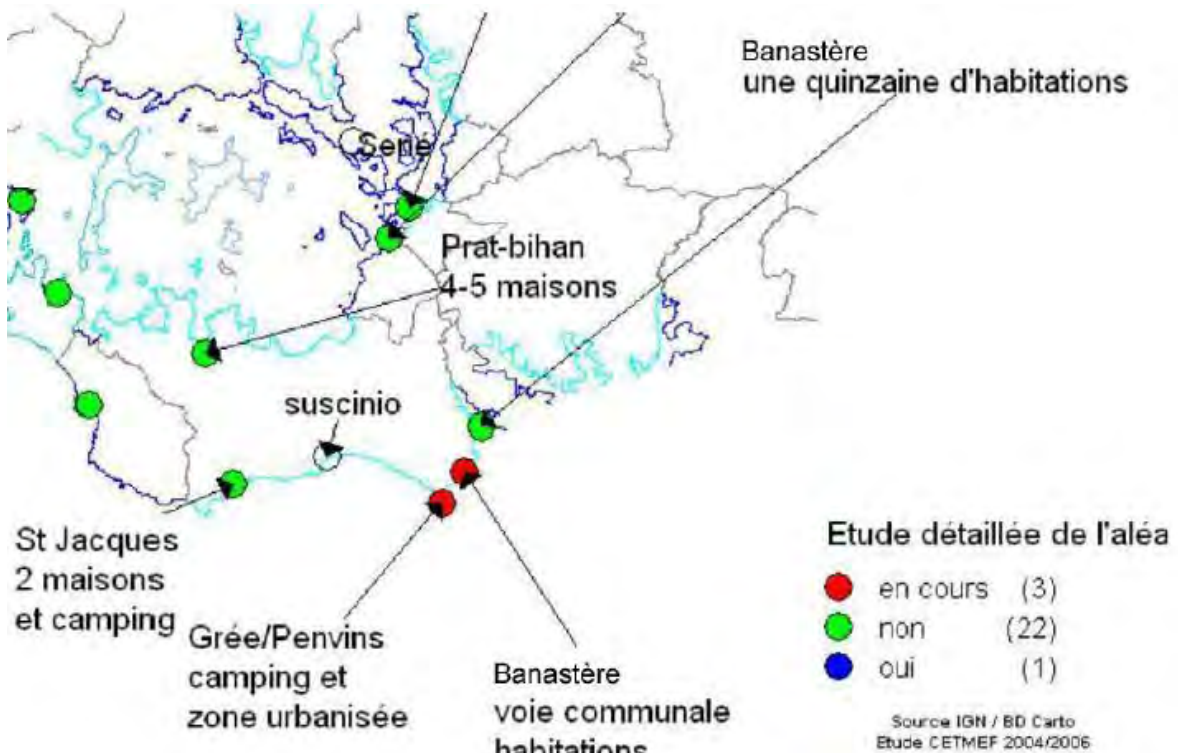 Banastère
une quinzaine d'habitations
Sené
Prat-bihan
4-5 maisons
suscinio
St Jacques
2 maisons
et camping
Grée/Penvins
camping et
zone urbanisée
Banastère
voie communale
habitations
Etude détaillée de l'aléa
en cours (3)
non (22)
oui (1)
Source IGN / BD Carto
Etude CETMEF 2004/2006